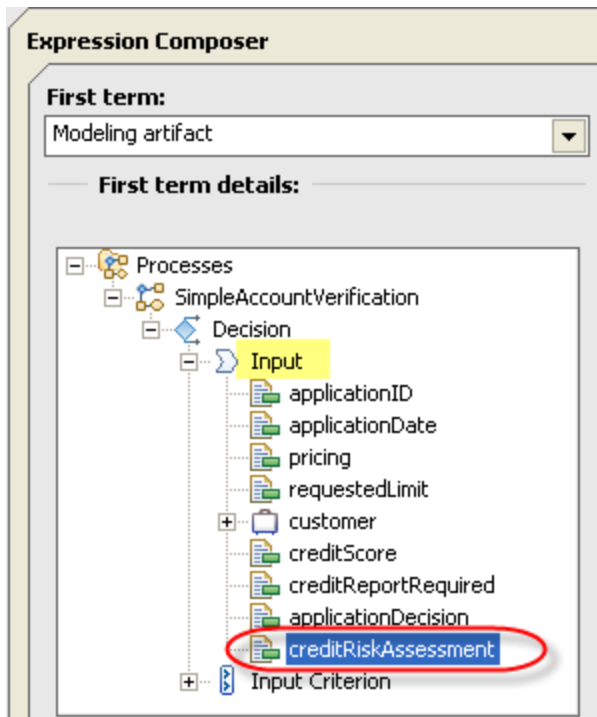 Expression Composer
First term:
Modeling artifact
First term details:
Processes
SimpleAccountVerification
Decision
Input
applicationID
applicationDate
pricing
requestedLimit
customer
creditScore
creditReportRequired
applicationDecision
creditRiskAssessment
Input Criterion